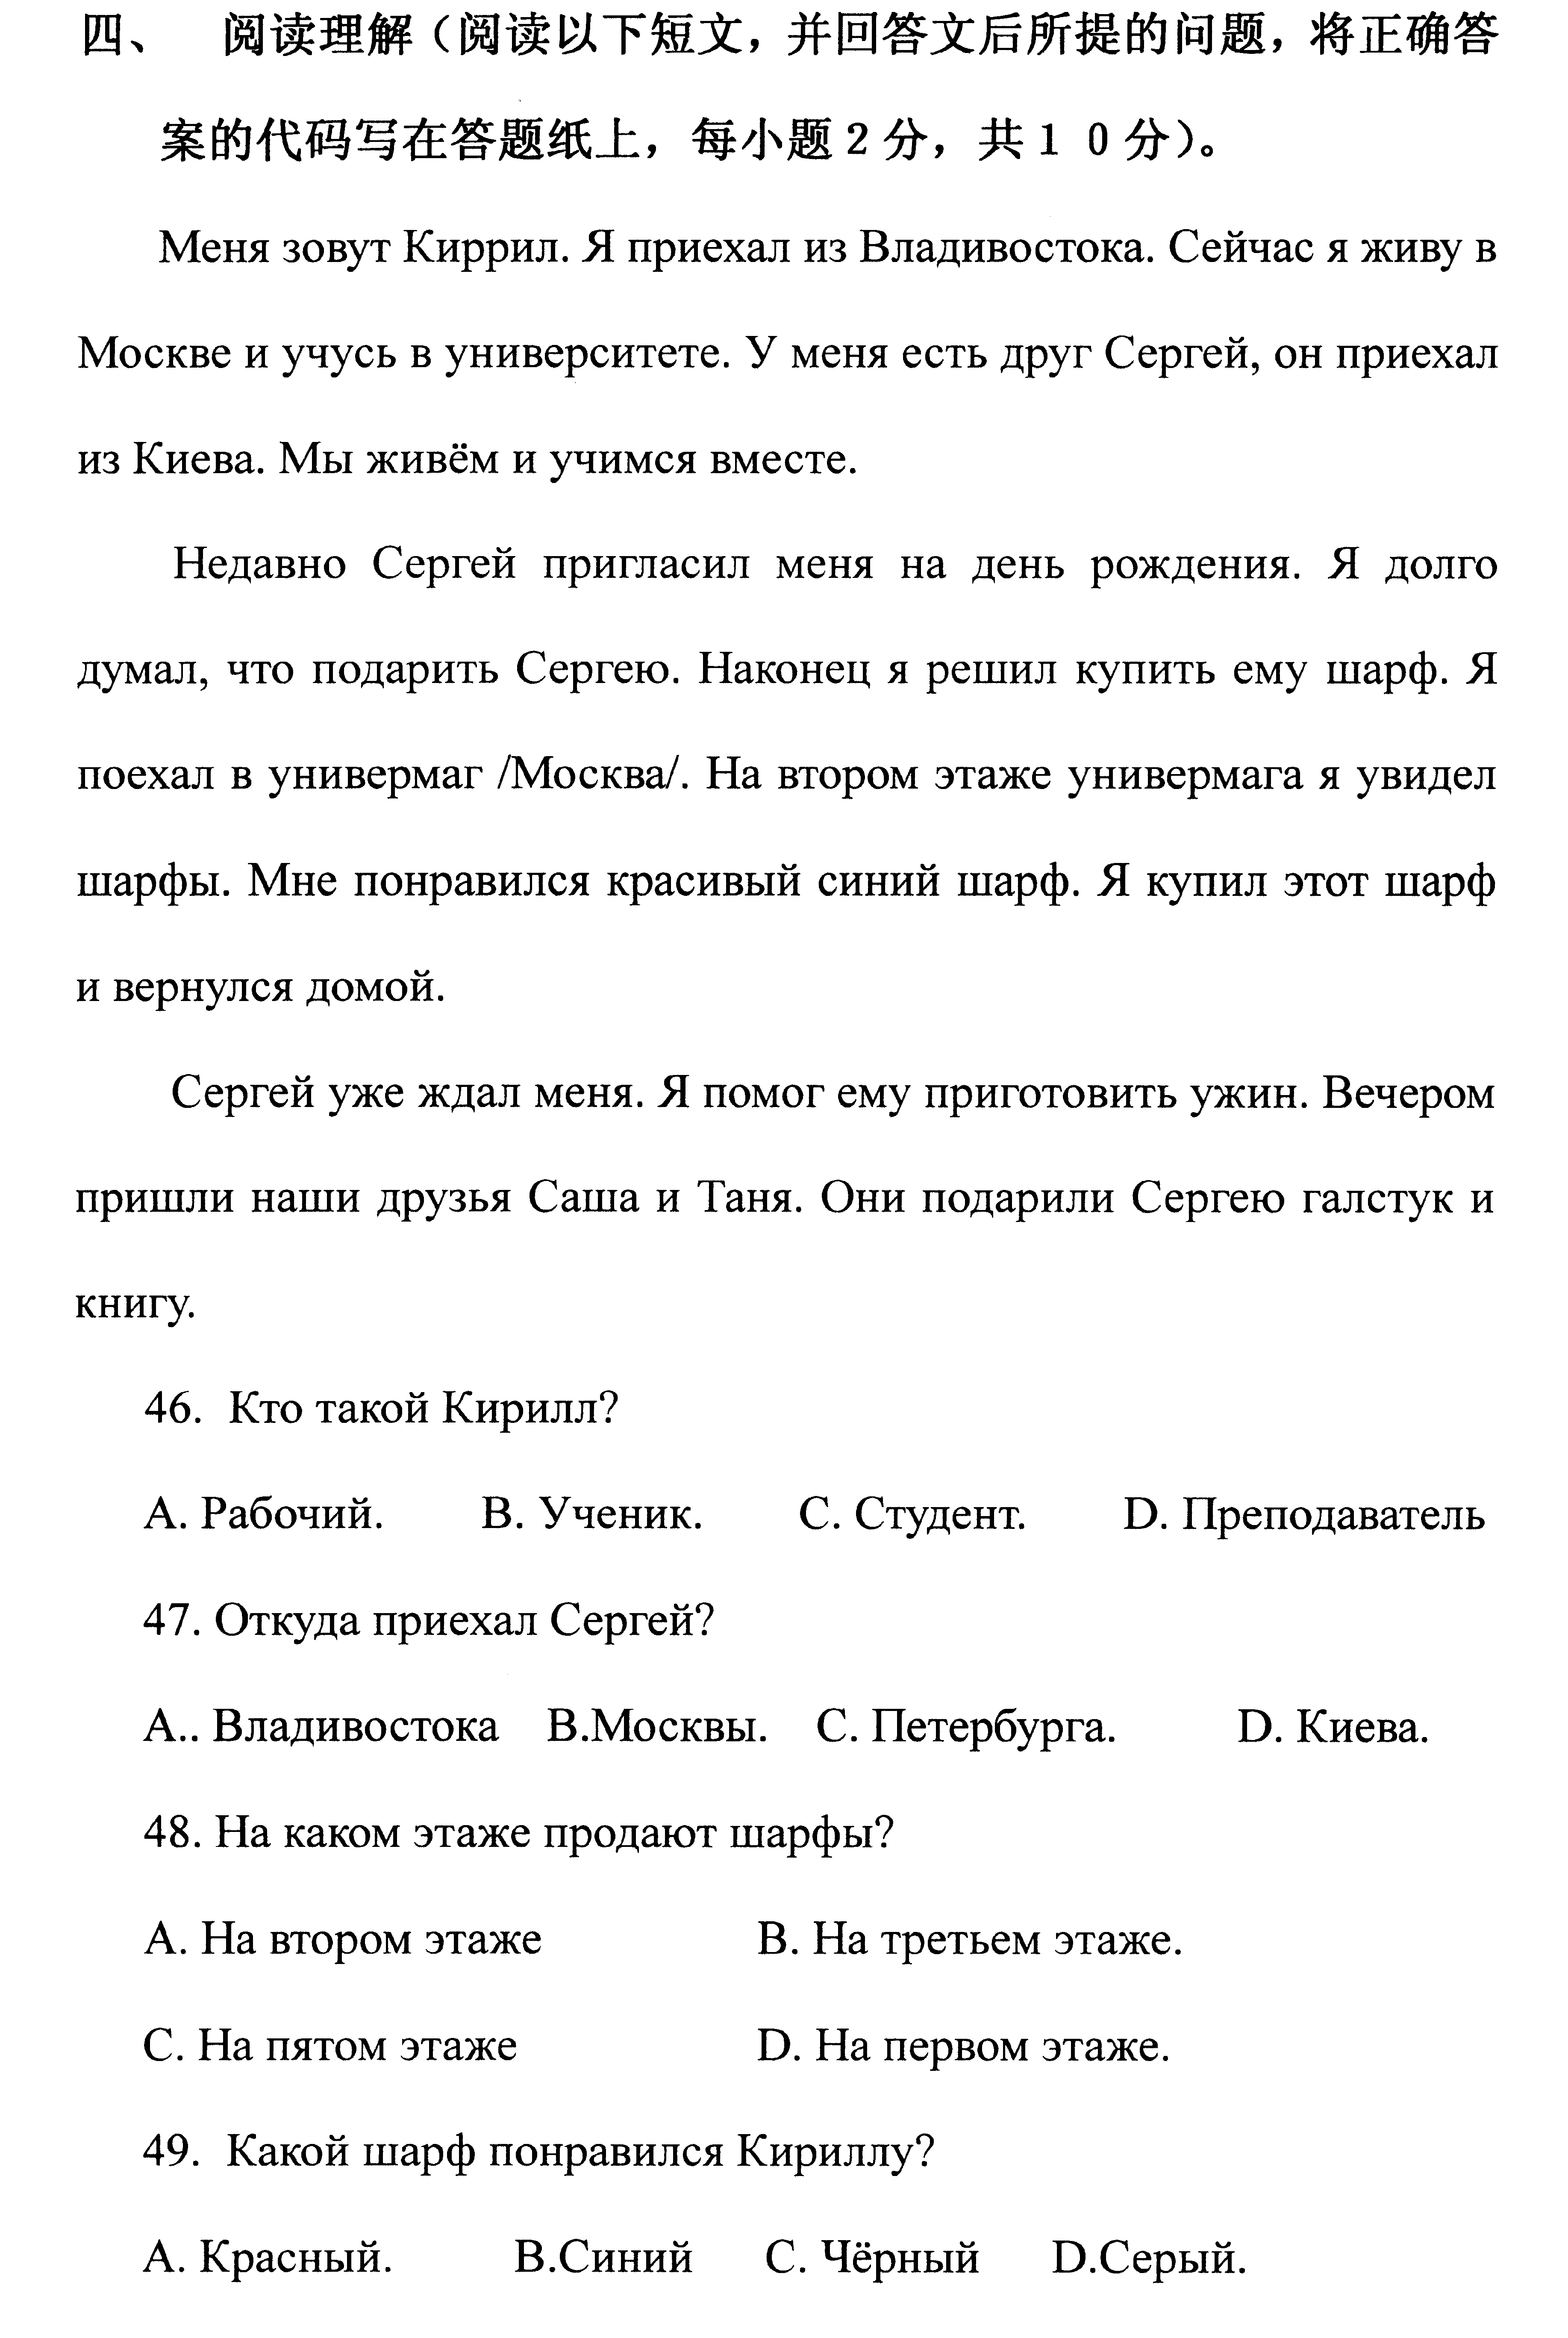 四、 阅读理解（阅读以下短文，并回答文后所提的问题，将正确答
案的代码写在答题纸上，每小题2分，共1 0分）。
Меня зовут Киррил. Я приехал из Владивостока. Сейчас я живу в
Москве и учусь в университете. У меня есть друг Сергей, он приехал
из Киева. Мы живём и учимся вместе.
Недавно Сергей пригласил меня на день рождения. Я долго
думал, что подарить Сергею. Наконец я решил купить ему шарф. Я
поехал в универмаг /Москва/. На втором этаже универмага я увидел
шарфы. Мне понравился красивый синий шарф. Я купил этот шарф
и вернулся домой.
Сергей уже ждал меня. Я помог ему приготовить ужин. Вечером
пришли наши друзья Саша и Таня. Они подарили Сергею галстук и
книгу.
46. Кто такой Кирилл?
A. Рабочий. B. Ученик. C. Студент. D. Преподаватель
47. Откуда приехал Сергей?
A.. Владивостока B.Москвы. C. Петербурга. D. Киева.
48. На каком этаже продают шарфы?
A. На втором этаже B. На третьем этаже.
C. На пятом этаже D. На первом этаже.
49. Какой шарф понравился Кириллу?
A. Красный. B.Синий C. Чёрный D.Серый.